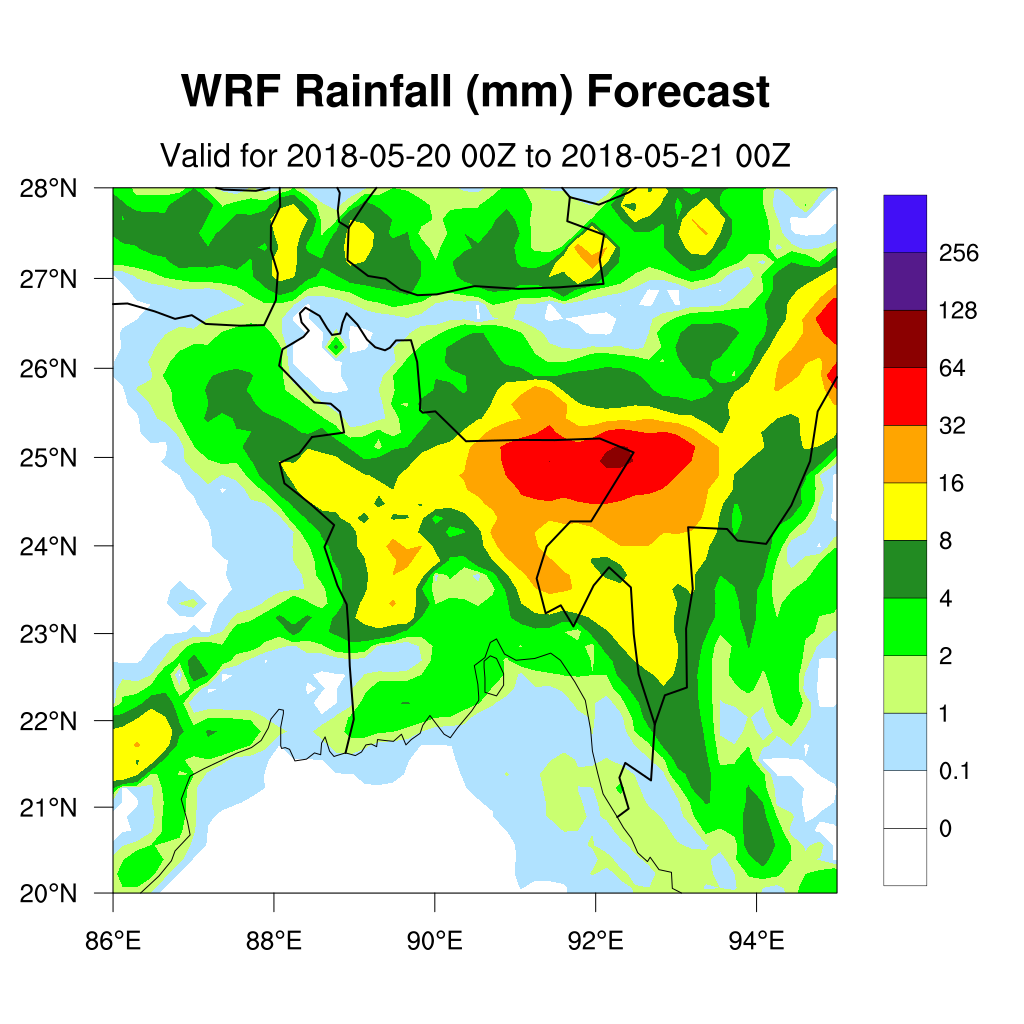 WRF Rainfall (mm) Forecast
Valid for 2018-05-20 00Z to 2018-05-21 00Z
28°N
27°N
26°N
25°N
24°N
23°N
22°N
21°N
20°N
86°E 88°E 90°E 92°E 94°E
256
128
64
32
16
8
4
2
1
0.1
0